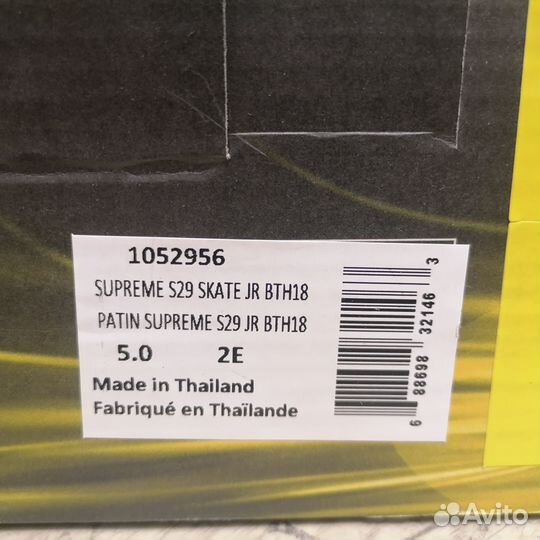 1052956
SUPREME S29 SKATE JR BTH18
PATIN SUPREME S29 JR BTH18
5.0 2E
Made in Thailand
Fabriqué en Thaïlande
6 88698 32146 3
Avito